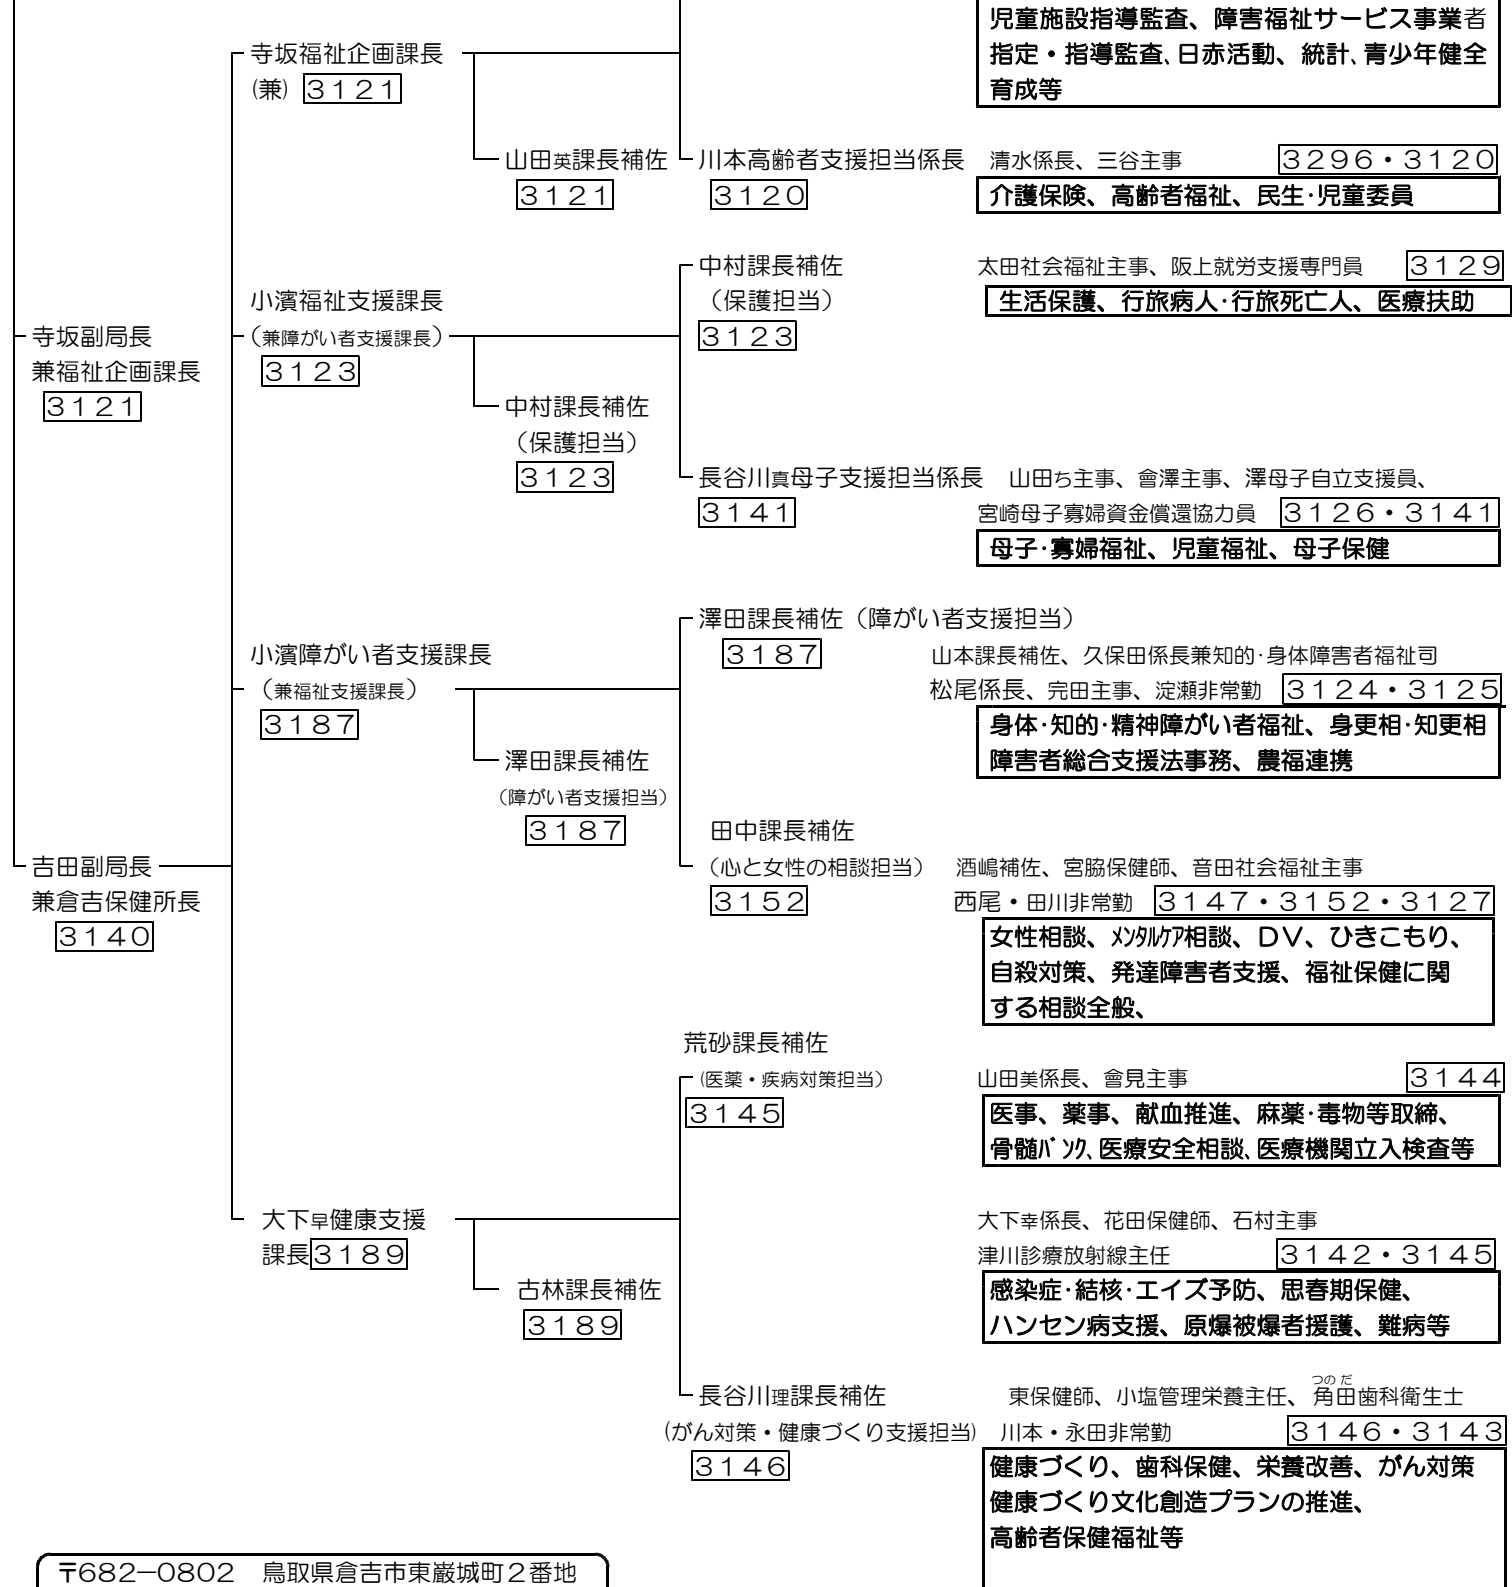 児童施設指導監査、障害福祉サービス事業者
指定・指導監査、日赤活動、統計、青少年健全
育成等
寺坂福祉企画課長
(兼) 3121
山田英課長補佐
3121
川本高齢者支援担当係長
3120
清水係長、三谷主事 3296・3120
介護保険、高齢者福祉、民生・児童委員
寺坂副局長
兼福祉企画課長
3121
小濱福祉支援課長
（兼障がい者支援課長）
3123
中村課長補佐
（保護担当）
3123
中村課長補佐
（保護担当）
3123
太田社会福祉主事、阪上就労支援専門員 3129
生活保護、行旅病人・行旅死亡人、医療扶助
長谷川真母子支援担当係長
3141
山田ち主事、會澤主事、澤母子自立支援員、
宮崎母子寡婦資金償還協力員 3126・3141
母子・寡婦福祉、児童福祉、母子保健
小濱障がい者支援課長
（兼福祉支援課長）
3187
澤田課長補佐
（障がい者支援担当）
3187
澤田課長補佐（障がい者支援担当）
3187
山本課長補佐、久保田係長兼知的・身体障害者福祉司
松尾係長、完田主事、淀瀬非常勤 3124・3125
身体・知的・精神障がい者福祉、身更相・知更相
障害者総合支援法事務、農福連携
田中課長補佐
（心と女性の相談担当）
3152
酒嶋補佐、宮脇保健師、音田社会福祉主事
西尾・田川非常勤 3147・3152・3127
女性相談、メンタルケア相談、DV、ひきこもり、
自殺対策、発達障害者支援、福祉保健に関
する相談全般、
吉田副局長
兼倉吉保健所長
3140
大下早健康支援
課長3189
古林課長補佐
3189
荒砂課長補佐
(医薬・疾病対策担当）
3145
山田美係長、會見主事 3144
医事、薬事、献血推進、麻薬・毒物等取締、
骨髄バンク、医療安全相談、医療機関立入検査等
大下幸係長、花田保健師、石村主事
津川診療放射線主任 3142・3145
感染症・結核・エイズ予防、思春期保健、
ハンセン病支援、原爆被爆者援護、難病等
長谷川理課長補佐
（がん対策・健康づくり支援担当）
3146
つのだ
東保健師、小塩管理栄養主任、角田歯科衛生士
川本・永田非常勤 3146・3143
健康づくり、歯科保健、栄養改善、がん対策
健康づくり文化創造プランの推進、
高齢者保健福祉等
〒682－0802 鳥取県倉吉市東巌城町２番地